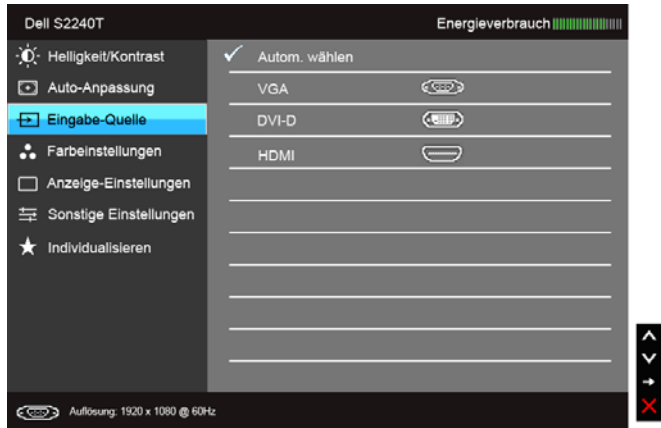 Dell S2240T Energieverbrauch
Helligkeit/Kontrast
Auto-Anpassung
Eingabe-Quelle
Farbeinstellungen
Anzeige-Einstellungen
Sonstige Einstellungen
Individualisieren
Autom. wählen
VGA
DVI-D
HDMI
Auflösung: 1920 x 1080 @ 60Hz